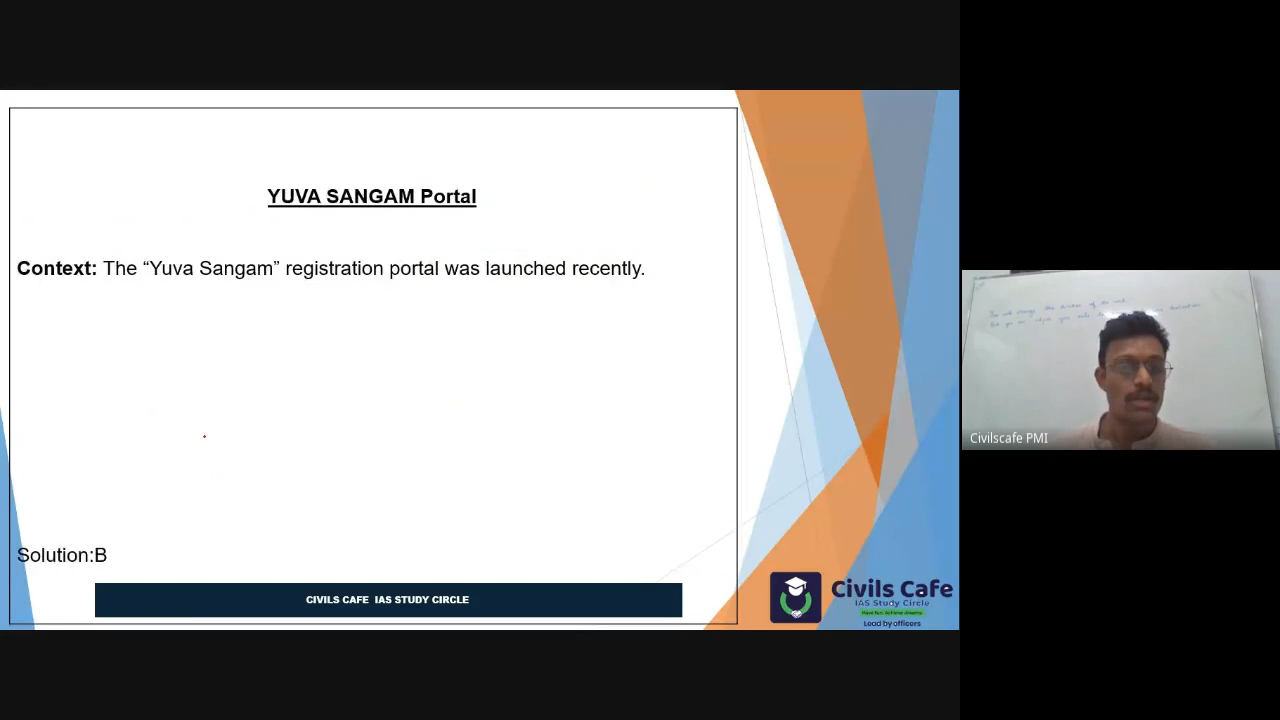 YUVA SANGAM Portal
Context: The “Yuva Sangam” registration portal was launched recently.
Solution:B
CIVILS CAFE IAS STUDY CIRCLE
Civils Cafe
IAS Study Circle
Lead by officers
Civilscafe PMI